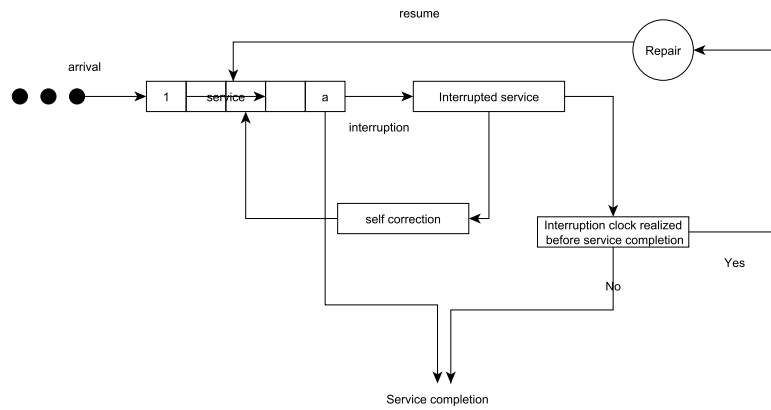 resume
Repair
arrival
1
service
a
Interrupted service
interruption
self correction
Interruption clock realized
before service completion
Yes
No
Service completion